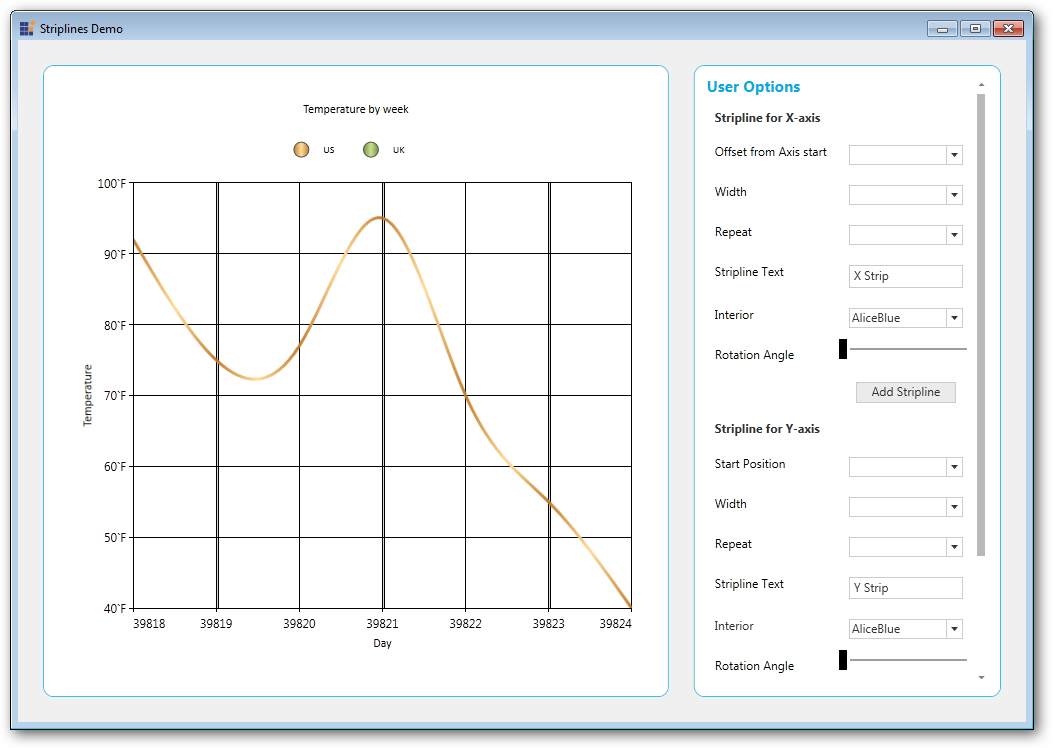 Striplines Demo
Temperature by week
US UK
100`F
90`F
80`F
70`F
60`F
50`F
40`F
Temperature
39818 39819 39820 39821 39822 39823 39824
Day
User Options
Stripline for X-axis
Offset from Axis start
Width
Repeat
Stripline Text X Strip
Interior AliceBlue
Rotation Angle
Add Stripline
Stripline for Y-axis
Start Position
Width
Repeat
Stripline Text Y Strip
Interior AliceBlue
Rotation Angle